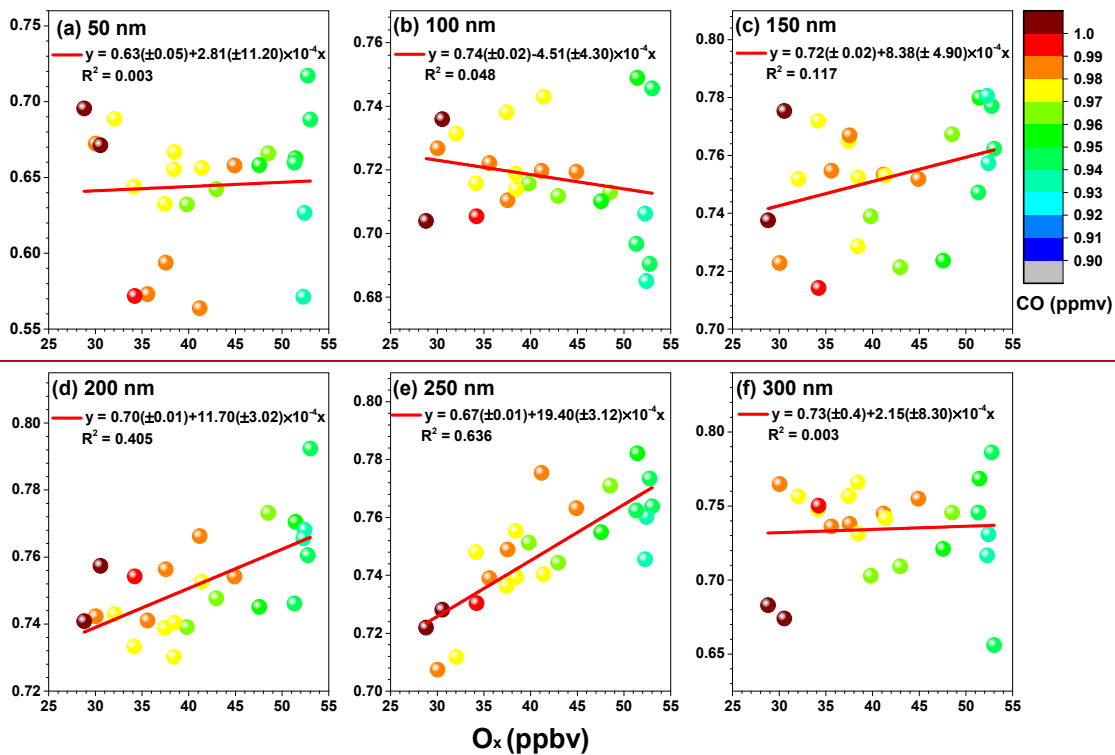 (a) 50 nm
y = 0.63(±0.05)+2.81(±11.20)×10⁻⁴x
R² = 0.003
0.75
0.70
0.65
0.60
0.55
25 30 35 40 45 50 55
(b) 100 nm
y = 0.74(±0.02)-4.51(±4.30)×10⁻⁴x
R² = 0.048
0.76
0.74
0.72
0.70
0.68
25 30 35 40 45 50 55
(c) 150 nm
y = 0.72(± 0.02)+8.38(± 4.90)×10⁻⁴x
R² = 0.117
0.80
0.78
0.76
0.74
0.72
0.70
25 30 35 40 45 50 55
1.0
0.99
0.98
0.97
0.96
0.95
0.94
0.93
0.92
0.91
0.90
CO (ppmv)
(d) 200 nm
y = 0.70(±0.01)+11.70(±3.02)×10⁻⁴x
R² = 0.405
0.80
0.78
0.76
0.74
0.72
25 30 35 40 45 50 55
(e) 250 nm
y = 0.67(±0.01)+19.40(±3.12)×10⁻⁴x
R² = 0.636
0.80
0.78
0.76
0.74
0.72
0.70
25 30 35 40 45 50 55
(f) 300 nm
y = 0.73(±0.4)+2.15(±8.30)×10⁻⁴x
R² = 0.003
0.80
0.75
0.70
0.65
25 30 35 40 45 50 55
Oₓ (ppbv)